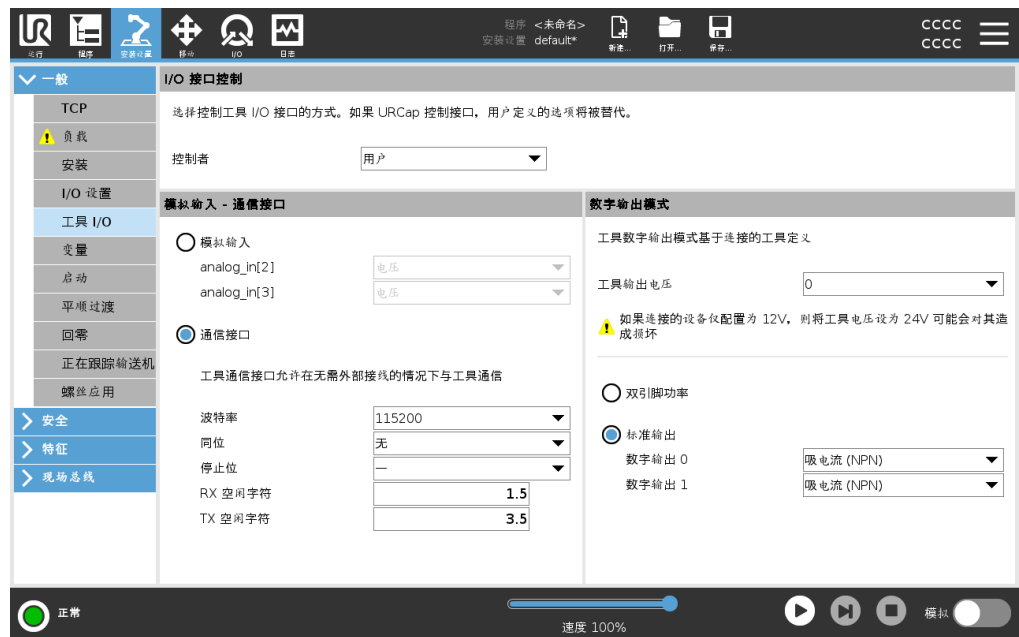 UR
运行
程序
安装设置
移动
I/O
日志
程序 <未命名>
安装设置 default*
新建...
打开...
保存...
CCCC
CCCC
一般
TCP
负载
安装
I/O 设置
工具 I/O
变量
启动
平顺过渡
回零
正在跟踪输送机
螺丝应用
安全
特征
现场总线
I/O 接口控制
选择控制工具 I/O 接口的方式。如果 URCap 控制接口，用户定义的选项将被替代。
控制者 用户
模拟输入 - 通信接口
模拟输入
analog_in[2] 电压
analog_in[3] 电压
通信接口
工具通信接口允许在无需外部接线的情况下与工具通信
波特率 115200
同位 无
停止位 一
RX 空闲字符 1.5
TX 空闲字符 3.5
数字输出模式
工具数字输出模式基于连接的工具定义
工具输出电压 0
如果连接的设备仅配置为 12V，则将工具电压设为 24V 可能会对其造
成损坏
双引脚功率
标准输出
数字输出 0 吸电流 (NPN)
数字输出 1 吸电流 (NPN)
正常
速度 100%
模拟